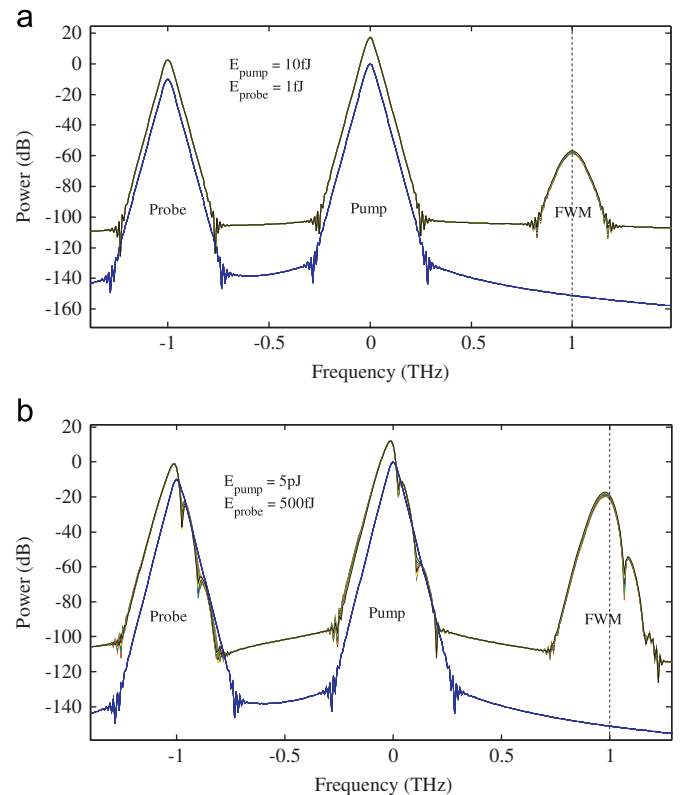 a
20
0
-20
-40
-60
-80
-100
-120
-140
-160
Power (dB)
E_pump = 10fJ
E_probe = 1fJ
Probe
Pump
FWM
-1
-0.5
0
0.5
1
Frequency (THz)
b
20
0
-20
-40
-60
-80
-100
-120
-140
Power (dB)
E_pump = 5pJ
E_probe = 500fJ
Probe
Pump
FWM
-1
-0.5
0
0.5
1
Frequency (THz)